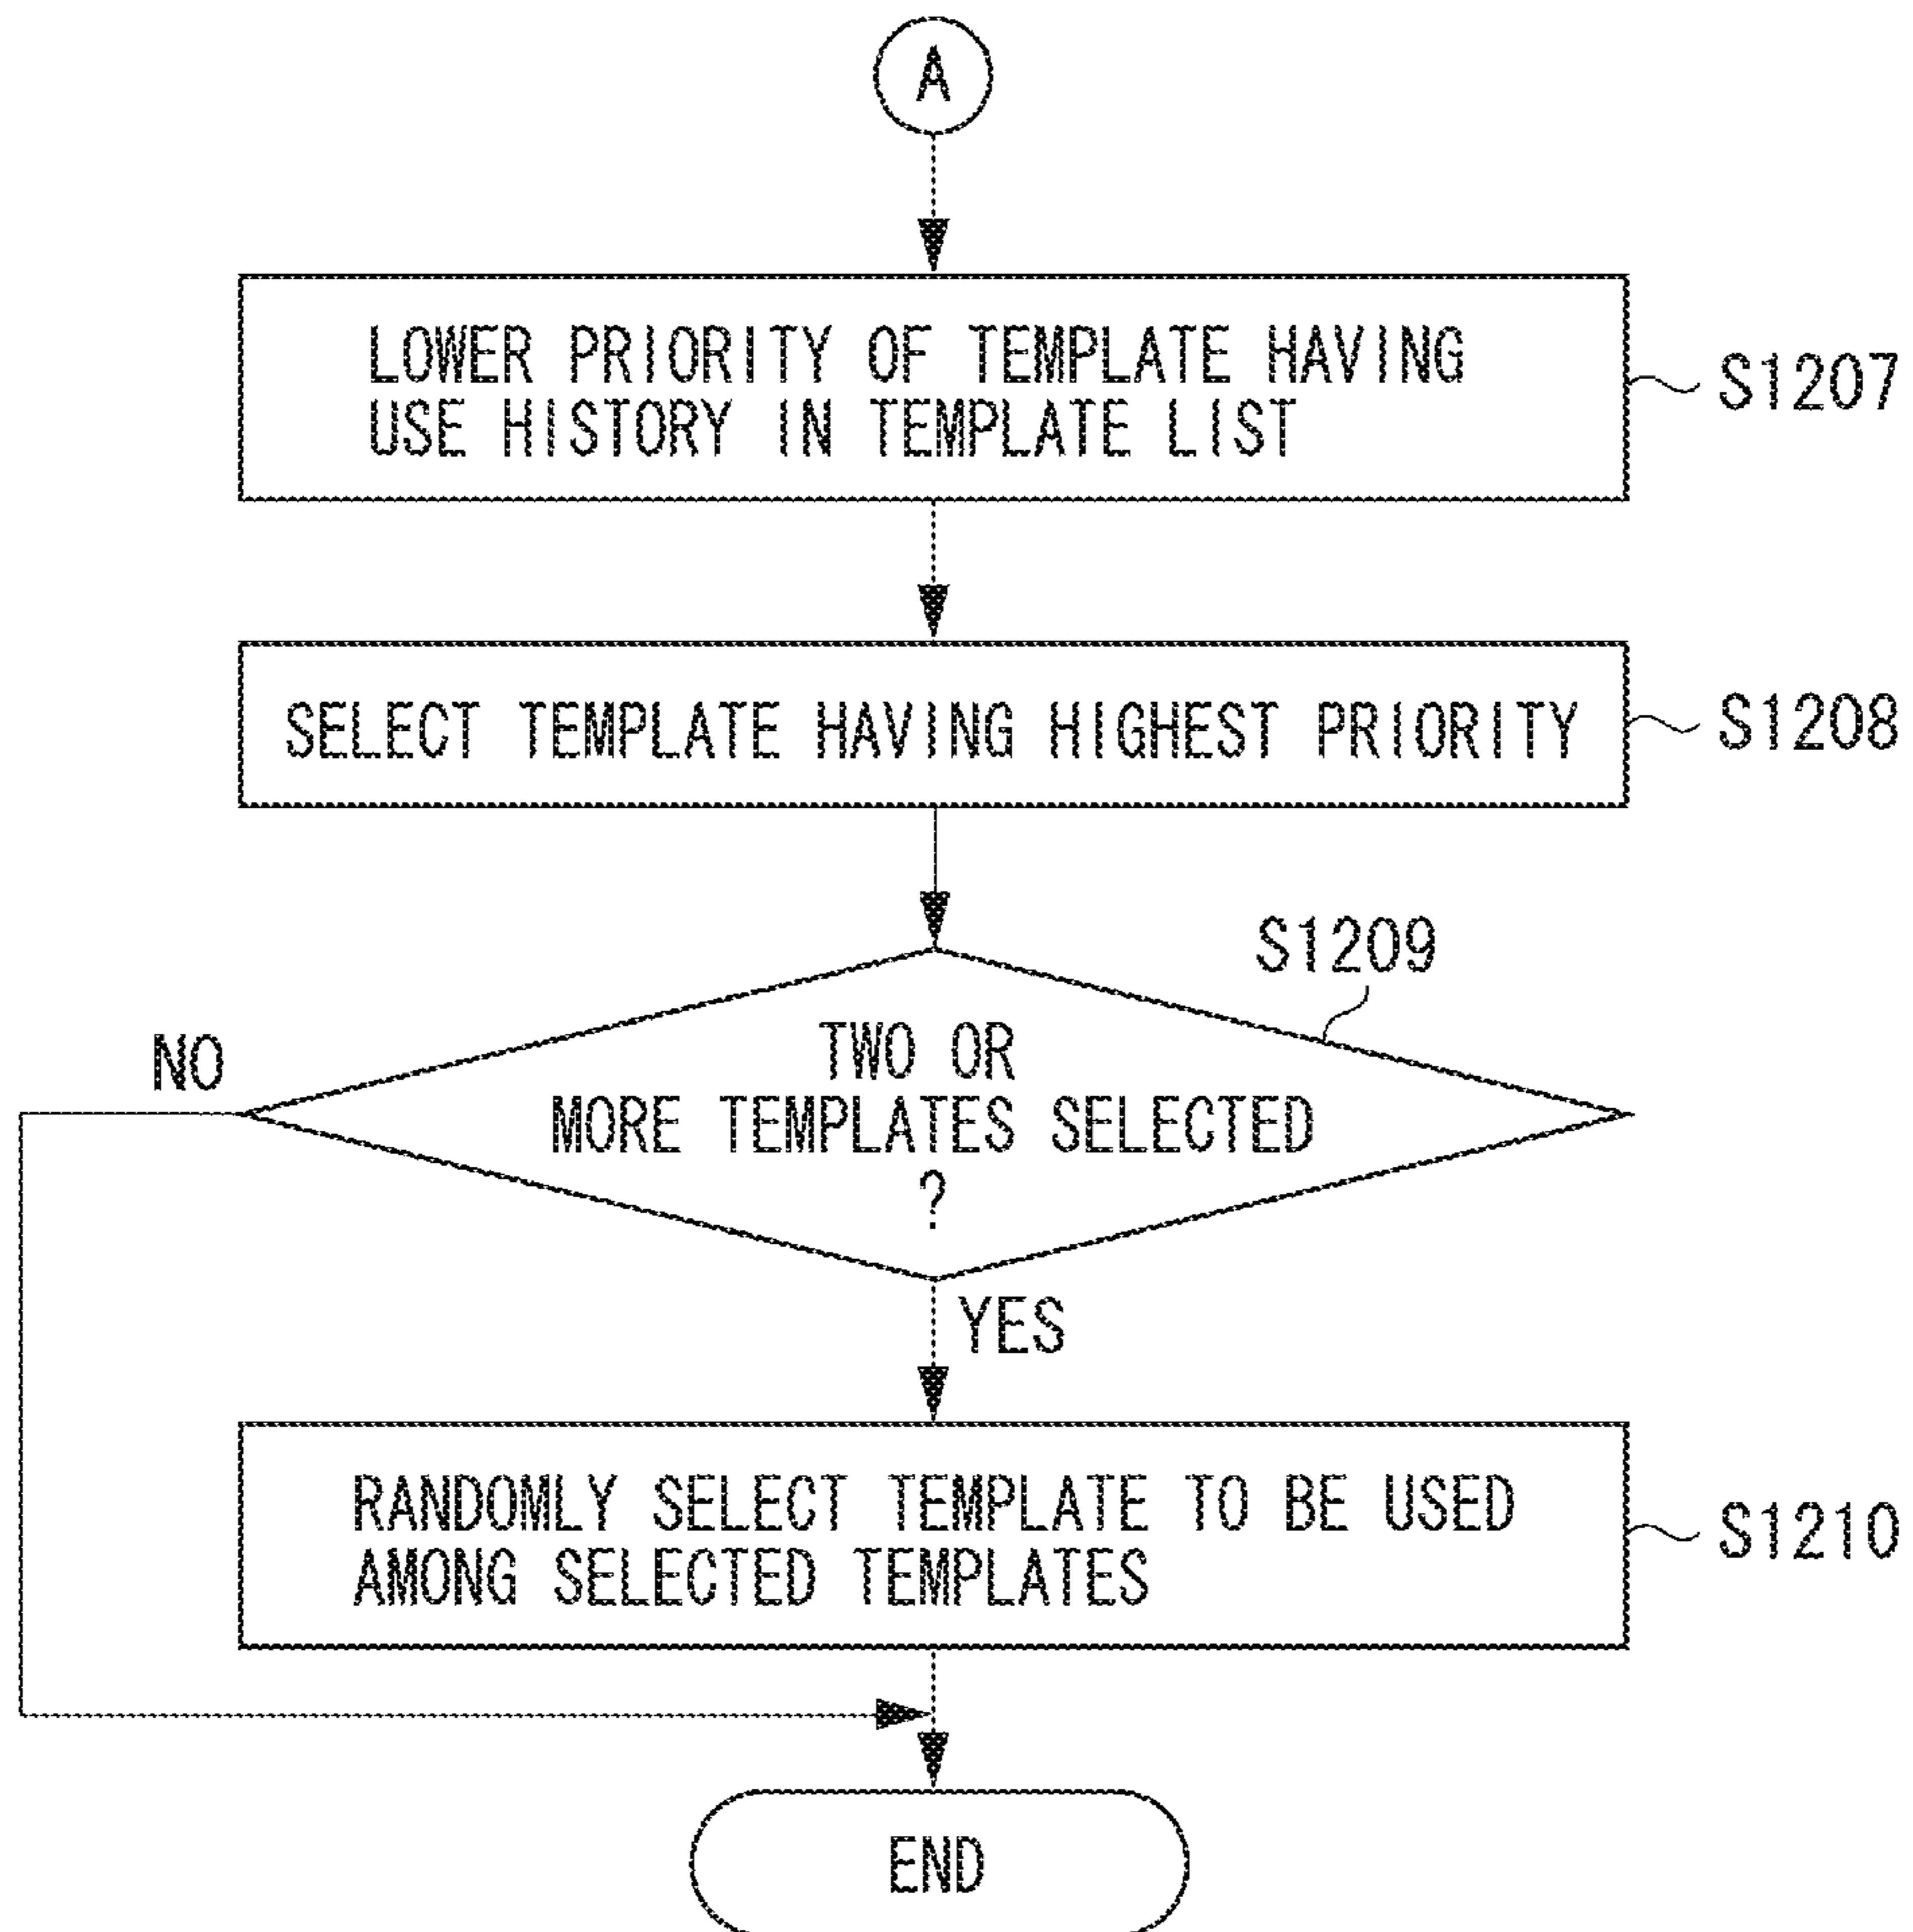 A
LOWER PRIORITY OF TEMPLATE HAVING
USE HISTORY IN TEMPLATE LIST
S1207
SELECT TEMPLATE HAVING HIGHEST PRIORITY
S1208
S1209
NO
TWO OR
MORE TEMPLATES SELECTED
?
YES
RANDOMLY SELECT TEMPLATE TO BE USED
AMONG SELECTED TEMPLATES
S1210
END